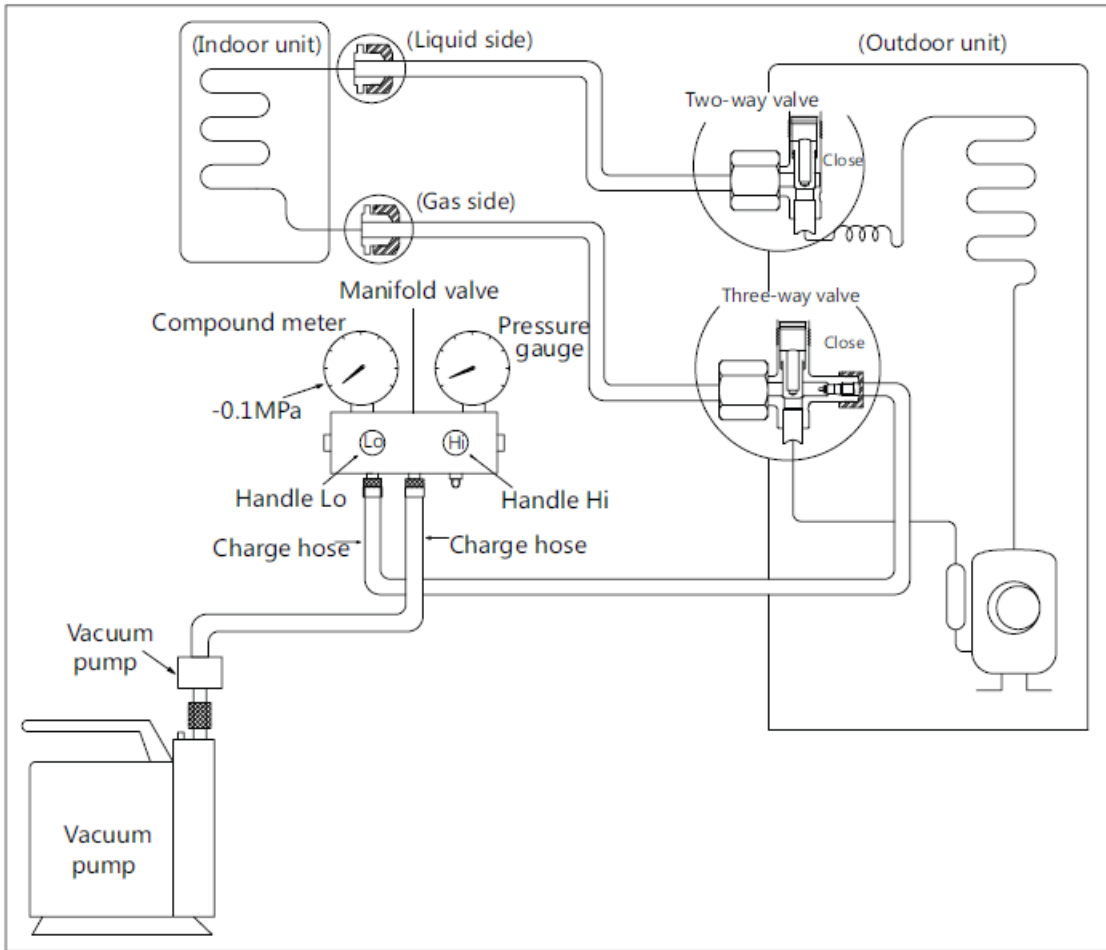 (Indoor unit)
(Liquid side)
(Outdoor unit)
Two-way valve
Close
(Gas side)
Manifold valve
Three-way valve
Compound meter
Pressure
gauge
Close
-0.1MPa
Lo
Hi
Handle Lo
Handle Hi
Charge hose
Charge hose
Vacuum
pump
Vacuum
pump